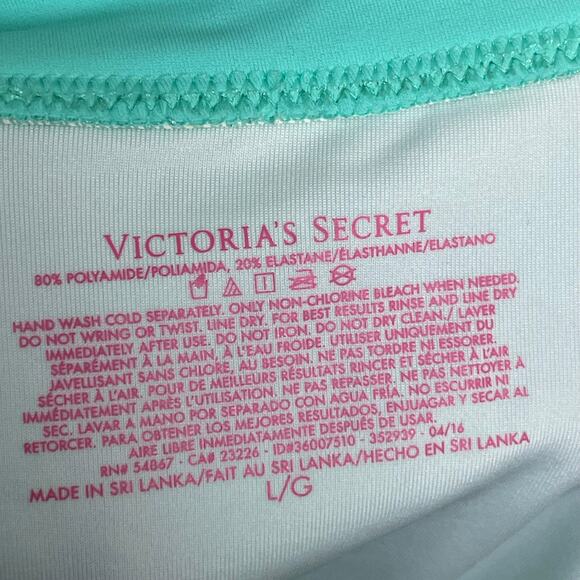 VICTORIA'S SECRET
80% POLYAMIDE/POLIAMIDA, 20% ELASTANE/ÉLASTHANNE/ELASTANO
HAND WASH COLD SEPARATELY. ONLY NON-CHLORINE BLEACH WHEN NEEDED.
DO NOT WRING OR TWIST. LINE DRY. FOR BEST RESULTS RINSE AND LINE DRY
IMMEDIATELY AFTER USE. DO NOT IRON. DO NOT DRY CLEAN./ LAVER
SÉPARÉMENT À LA MAIN, À L'EAU FROIDE. UTILISER UNIQUEMENT DU
JAVELLISANT SANS CHLORE, AU BESOIN. NE PAS TORDRE NI ESSORER.
SÉCHER À L'AIR. POUR DE MEILLEURS RÉSULTATS RINCER ET SÉCHER À L'AIR
IMMÉDIATEMENT APRÈS L'UTILISATION. NE PAS REPASSER. NE PAS NETTOYER À
SEC. LAVAR A MANO POR SEPARADO CON AGUA FRÍA. NO ESCURRIR NI
RETORCER. PARA OBTENER LOS MEJORES RESULTADOS, ENJUAGAR Y SECAR AL
AIRE LIBRE INMEDIATAMENTE DESPUÉS DE USAR.
RN# 54867 · CA# 23226 · ID#36007510 · 352939 · 04/16
MADE IN SRI LANKA/FAIT AU SRI LANKA/HECHO EN SRI LANKA
L/G